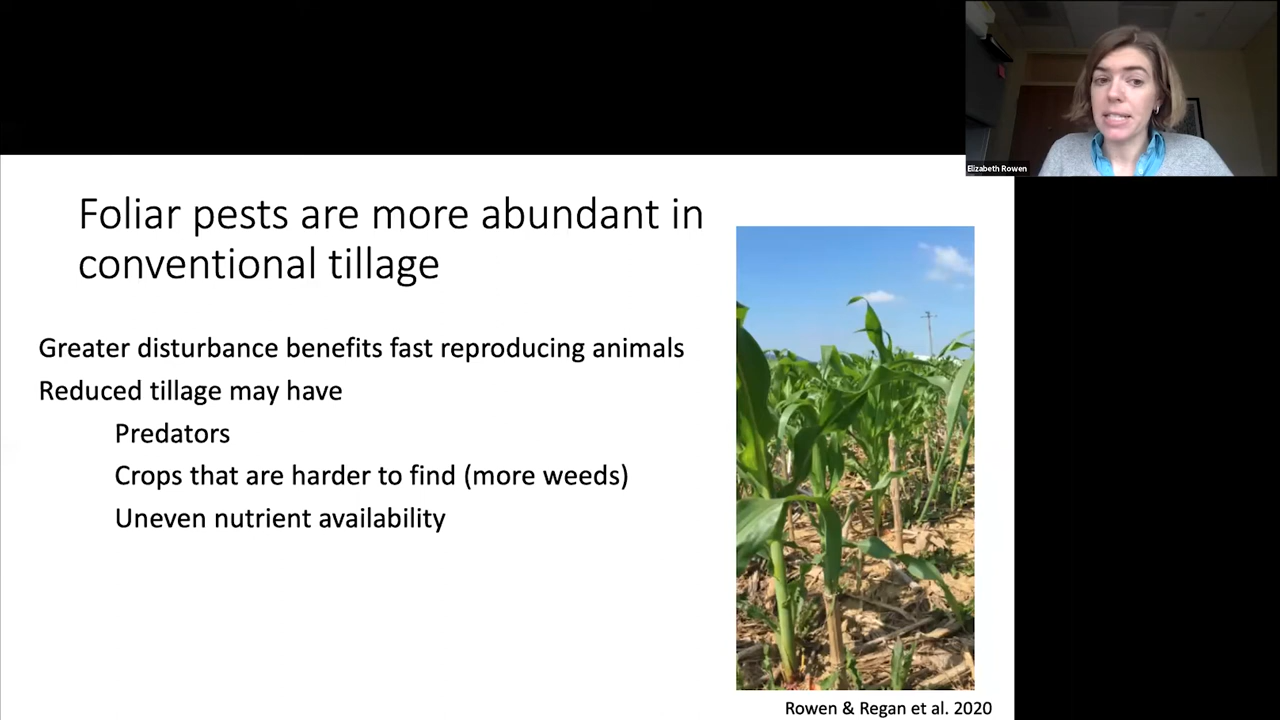 Elizabeth Rowen
Foliar pests are more abundant in
conventional tillage
Greater disturbance benefits fast reproducing animals
Reduced tillage may have
Predators
Crops that are harder to find (more weeds)
Uneven nutrient availability
Rowen & Regan et al. 2020